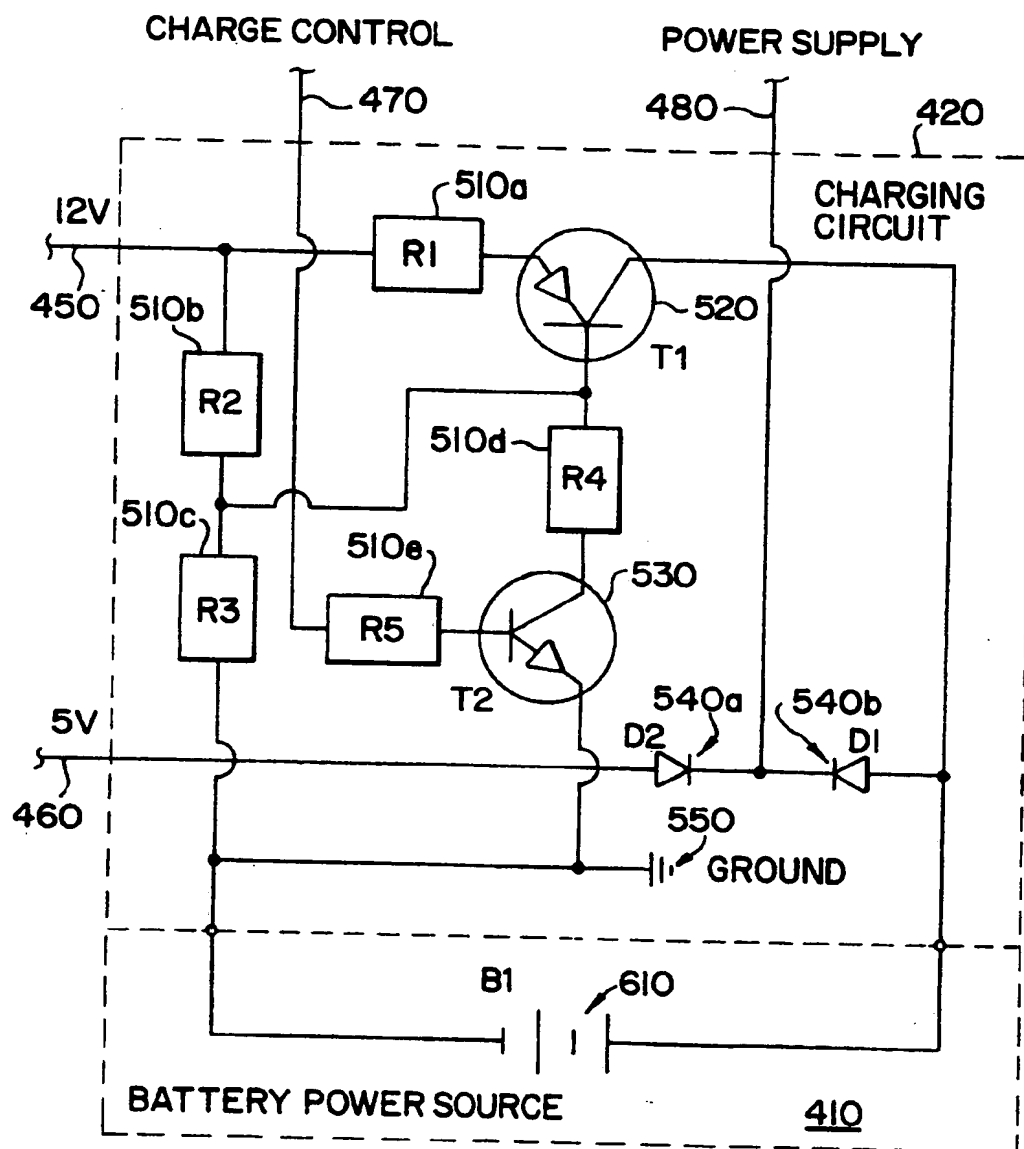 CHARGE CONTROL
POWER SUPPLY
470
480
420
510a
CHARGING
CIRCUIT
12V
R1
450
510b
520
T1
R2
510d
R4
510c
510e
530
R3
R5
T2
5V
540a
540b
D2
D1
460
550
GROUND
B1
610
BATTERY POWER SOURCE
410